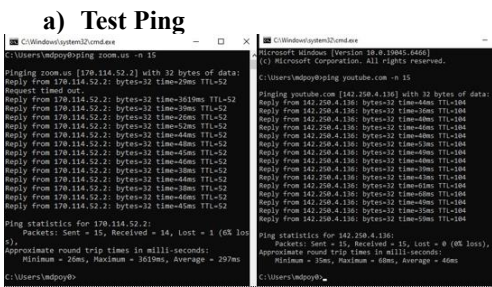 a) Test Ping
C:\Windows\system32\cmd.exe
C:\Users\mdpoy0>ping zoom.us -n 15
Pinging zoom.us [170.114.52.2] with 32 bytes of data:
Reply from 170.114.52.2: bytes=32 time=29ms TTL=52
Request timed out.
Reply from 170.114.52.2: bytes=32 time=3619ms TTL=52
Reply from 170.114.52.2: bytes=32 time=39ms TTL=52
Reply from 170.114.52.2: bytes=32 time=26ms TTL=52
Reply from 170.114.52.2: bytes=32 time=52ms TTL=52
Reply from 170.114.52.2: bytes=32 time=44ms TTL=52
Reply from 170.114.52.2: bytes=32 time=48ms TTL=52
Reply from 170.114.52.2: bytes=32 time=45ms TTL=52
Reply from 170.114.52.2: bytes=32 time=46ms TTL=52
Reply from 170.114.52.2: bytes=32 time=38ms TTL=52
Reply from 170.114.52.2: bytes=32 time=44ms TTL=52
Reply from 170.114.52.2: bytes=32 time=38ms TTL=52
Reply from 170.114.52.2: bytes=32 time=46ms TTL=52
Reply from 170.114.52.2: bytes=32 time=45ms TTL=52
Ping statistics for 170.114.52.2:
Packets: Sent = 15, Received = 14, Lost = 1 (6% los
s),
Approximate round trip times in milli-seconds:
Minimum = 26ms, Maximum = 3619ms, Average = 297ms
C:\Users\mdpoy0>
C:\Windows\system32\cmd.exe
Microsoft Windows [Version 10.0.19045.6466]
(c) Microsoft Corporation. All rights reserved.
C:\Users\mdpoy0>ping youtube.com -n 15
Pinging youtube.com [142.250.4.136] with 32 bytes of data:
Reply from 142.250.4.136: bytes=32 time=44ms TTL=104
Reply from 142.250.4.136: bytes=32 time=40ms TTL=104
Reply from 142.250.4.136: bytes=32 time=40ms TTL=104
Reply from 142.250.4.136: bytes=32 time=68ms TTL=104
Reply from 142.250.4.136: bytes=32 time=40ms TTL=104
Reply from 142.250.4.136: bytes=32 time=53ms TTL=104
Reply from 142.250.4.136: bytes=32 time=39ms TTL=104
Reply from 142.250.4.136: bytes=32 time=43ms TTL=104
Reply from 142.250.4.136: bytes=32 time=61ms TTL=104
Reply from 142.250.4.136: bytes=32 time=68ms TTL=104
Reply from 142.250.4.136: bytes=32 time=49ms TTL=104
Reply from 142.250.4.136: bytes=32 time=40ms TTL=104
Reply from 142.250.4.136: bytes=32 time=45ms TTL=104
Reply from 142.250.4.136: bytes=32 time=35ms TTL=104
Reply from 142.250.4.136: bytes=32 time=59ms TTL=104
Ping statistics for 142.250.4.136:
Packets: Sent = 15, Received = 15, Lost = 0 (0% loss),
Approximate round trip times in milli-seconds:
Minimum = 35ms, Maximum = 68ms, Average = 46ms
C:\Users\mdpoy0>